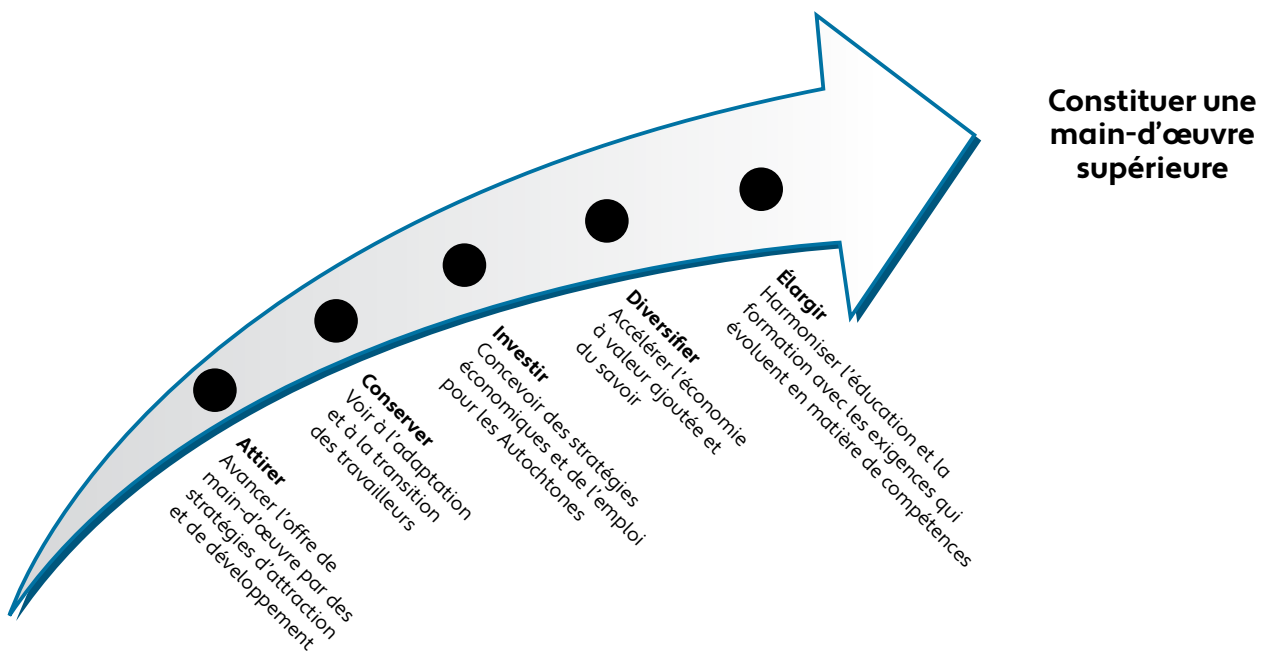 Constituer une
main-d’œuvre
supérieure
Attirer
Avancer l’offre de
main-d’œuvre par des
stratégies d’attraction
et de développement
Conserver
Voir à l’adaptation
et à la transition
des travailleurs
Investir
Concevoir des stratégies
économiques et de l’emploi
pour les Autochtones
Diversifier
Accélérer l’économie
à valeur ajoutée et
du savoir
Élargir
Harmoniser l’éducation et la
formation avec les exigences qui
évoluent en matière de compétences